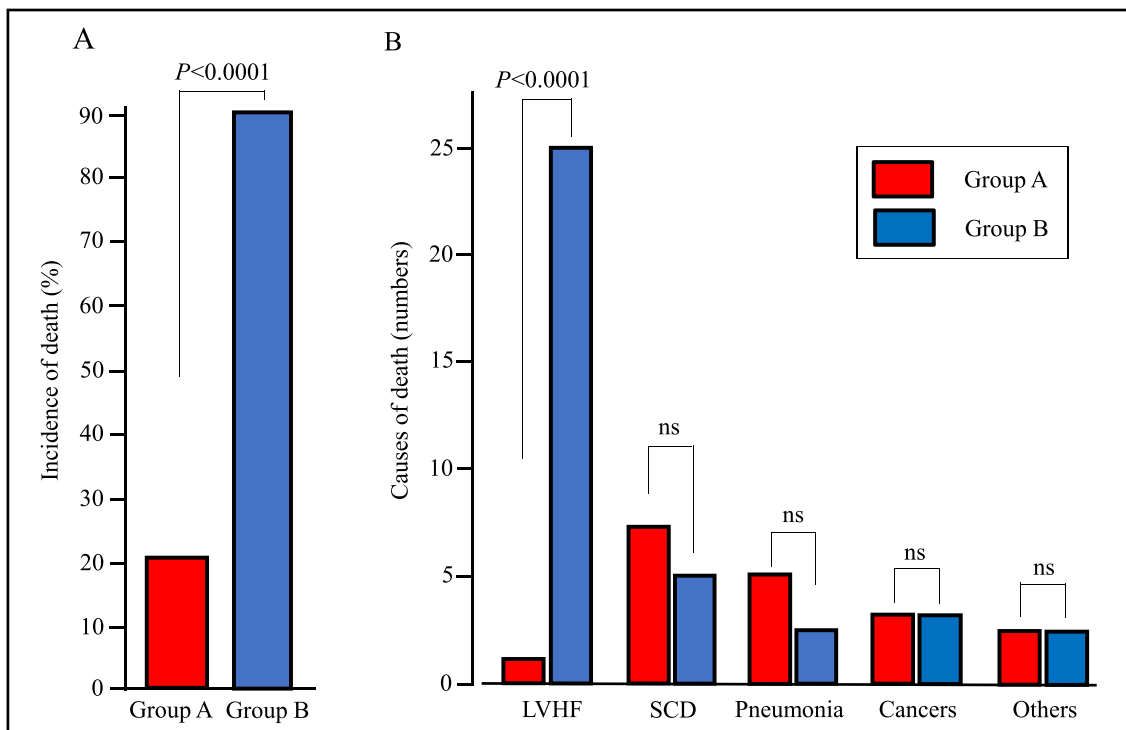 A
P<0.0001
Incidence of death (%)
90
80
70
60
50
40
30
20
10
0
Group A
Group B
B
P<0.0001
Causes of death (numbers)
25
20
15
10
5
0
ns
ns
ns
ns
LVHF
SCD
Pneumonia
Cancers
Others
Group A
Group B